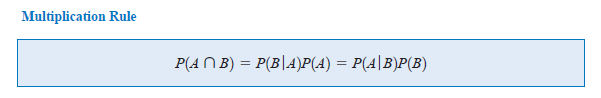 Multiplication Rule
P(A ∩ B) = P(B|A)P(A) = P(A|B)P(B)